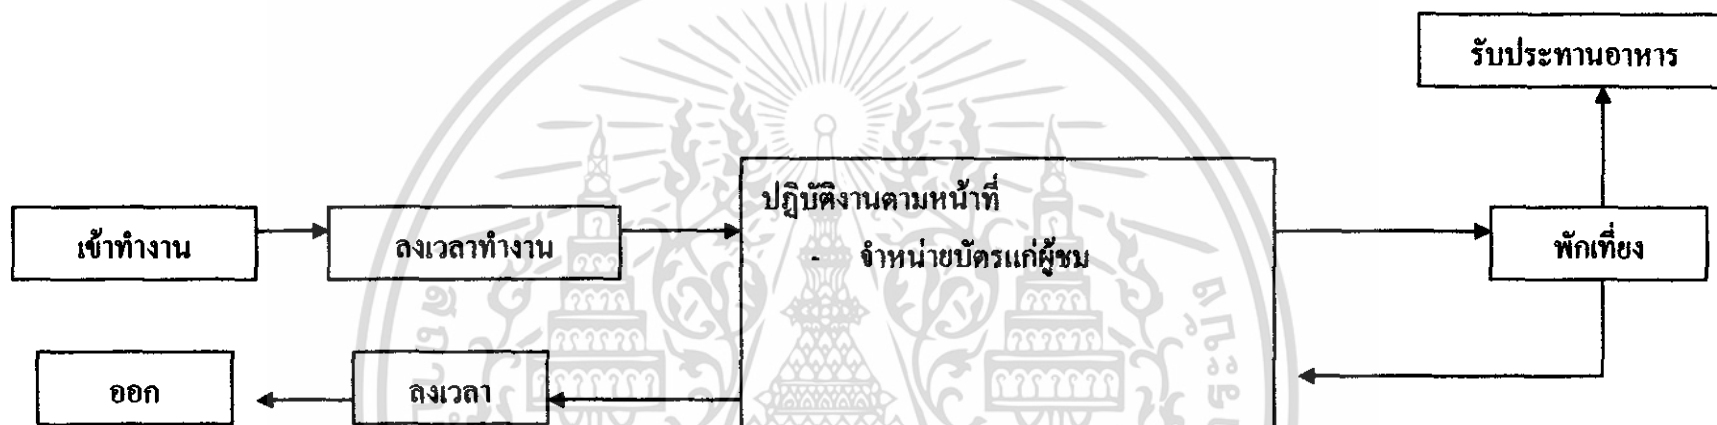 รับประทานอาหาร
ปฏิบัติงานตามหน้าที่
เข้าทำงาน
ลงเวลาทำงาน
- จำหน่ายบัตรแก่ผู้ชม
พักเที่ยง
ออก
ลงเวลา